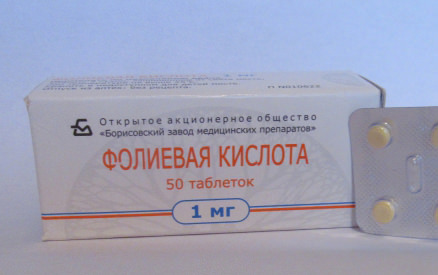 Открытое акционерное общество
«Борисовский завод медицинских препаратов»
ФОЛИЕВАЯ КИСЛОТА
50 таблеток
1 мг